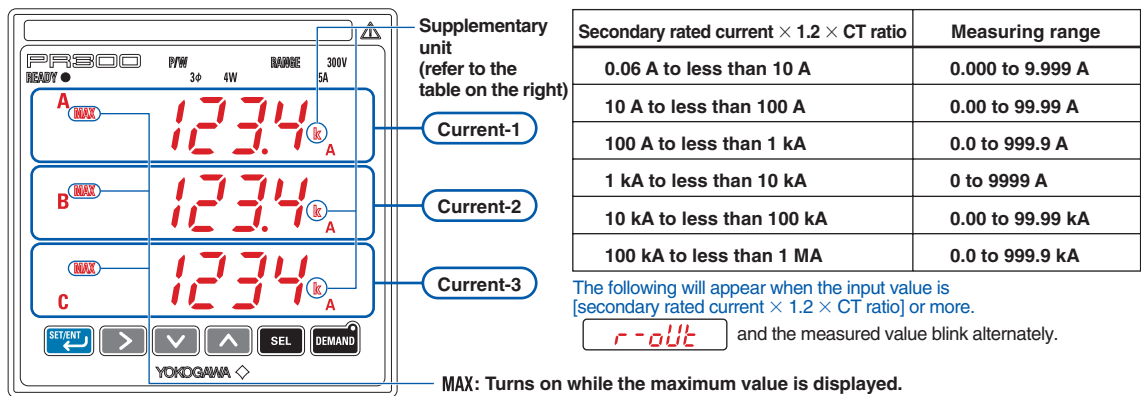 PR300
READY
P/W
3φ 4W
RANGE 300V
5A
A
MAX
123.4
k
A
B
MAX
123.4
k
A
C
MAX
123.4
k
A
SET/ENT
SEL
DEMAND
YOKOGAWA
Supplementary
unit
(refer to the
table on the right)
Current-1
Current-2
Current-3
MAX: Turns on while the maximum value is displayed.
Secondary rated current × 1.2 × CT ratio Measuring range
0.06 A to less than 10 A 0.000 to 9.999 A
10 A to less than 100 A 0.00 to 99.99 A
100 A to less than 1 kA 0.0 to 999.9 A
1 kA to less than 10 kA 0 to 9999 A
10 kA to less than 100 kA 0.00 to 99.99 kA
100 kA to less than 1 MA 0.0 to 999.9 kA
The following will appear when the input value is
[secondary rated current × 1.2 × CT ratio] or more.
r-oUt and the measured value blink alternately.